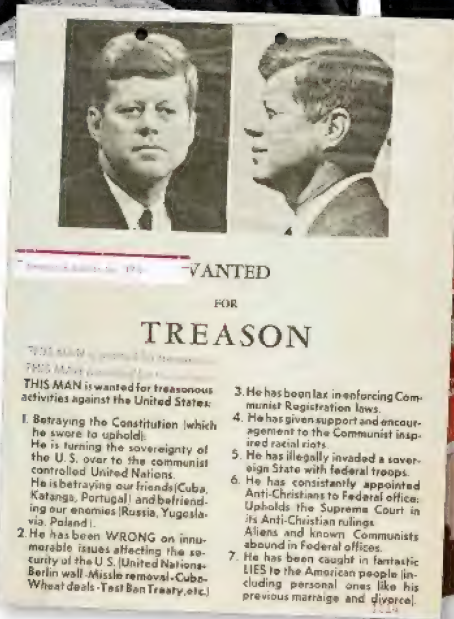 WANTED
FOR
TREASON
THIS MAN is wanted for treasonous
activities against the United States:
1. Betraying the Constitution (which
he swore to uphold):
He is turning the sovereignty of
the U.S. over to the communist
controlled United Nations.
He is betraying our friends (Cuba,
Katanga, Portugal) and befriend-
ing our enemies (Russia, Yugosla-
via, Poland).
2. He has been WRONG on innu-
merable issues affecting the se-
curity of the U.S. (United Nations-
Berlin wall-Missle removal-Cuba-
Wheat deals-Test Ban Treaty, etc.)
3. He has been lax in enforcing Com-
munist Registration laws.
4. He has given support and encour-
agement to the Communist insp-
ired racial riots.
5. He has illegally invaded a sover-
eign State with federal troops.
6. He has consistently appointed
Anti-Christians to Federal office:
Upholds the Supreme Court in
its Anti-Christian rulings.
Aliens and known Communists
abound in Federal offices.
7. He has been caught in fantastic
LIES to the American people (in-
cluding personal ones like his
previous marraige and divorce).